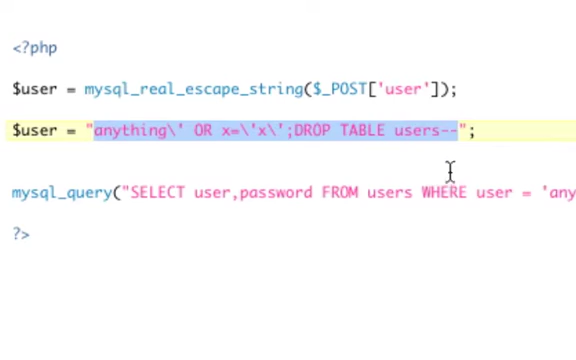 <?php
$user = mysql_real_escape_string($_POST['user']);
$user = "anything\' OR x=\'x\';DROP TABLE users--";
mysql_query("SELECT user,password FROM users WHERE user = 'any
?>